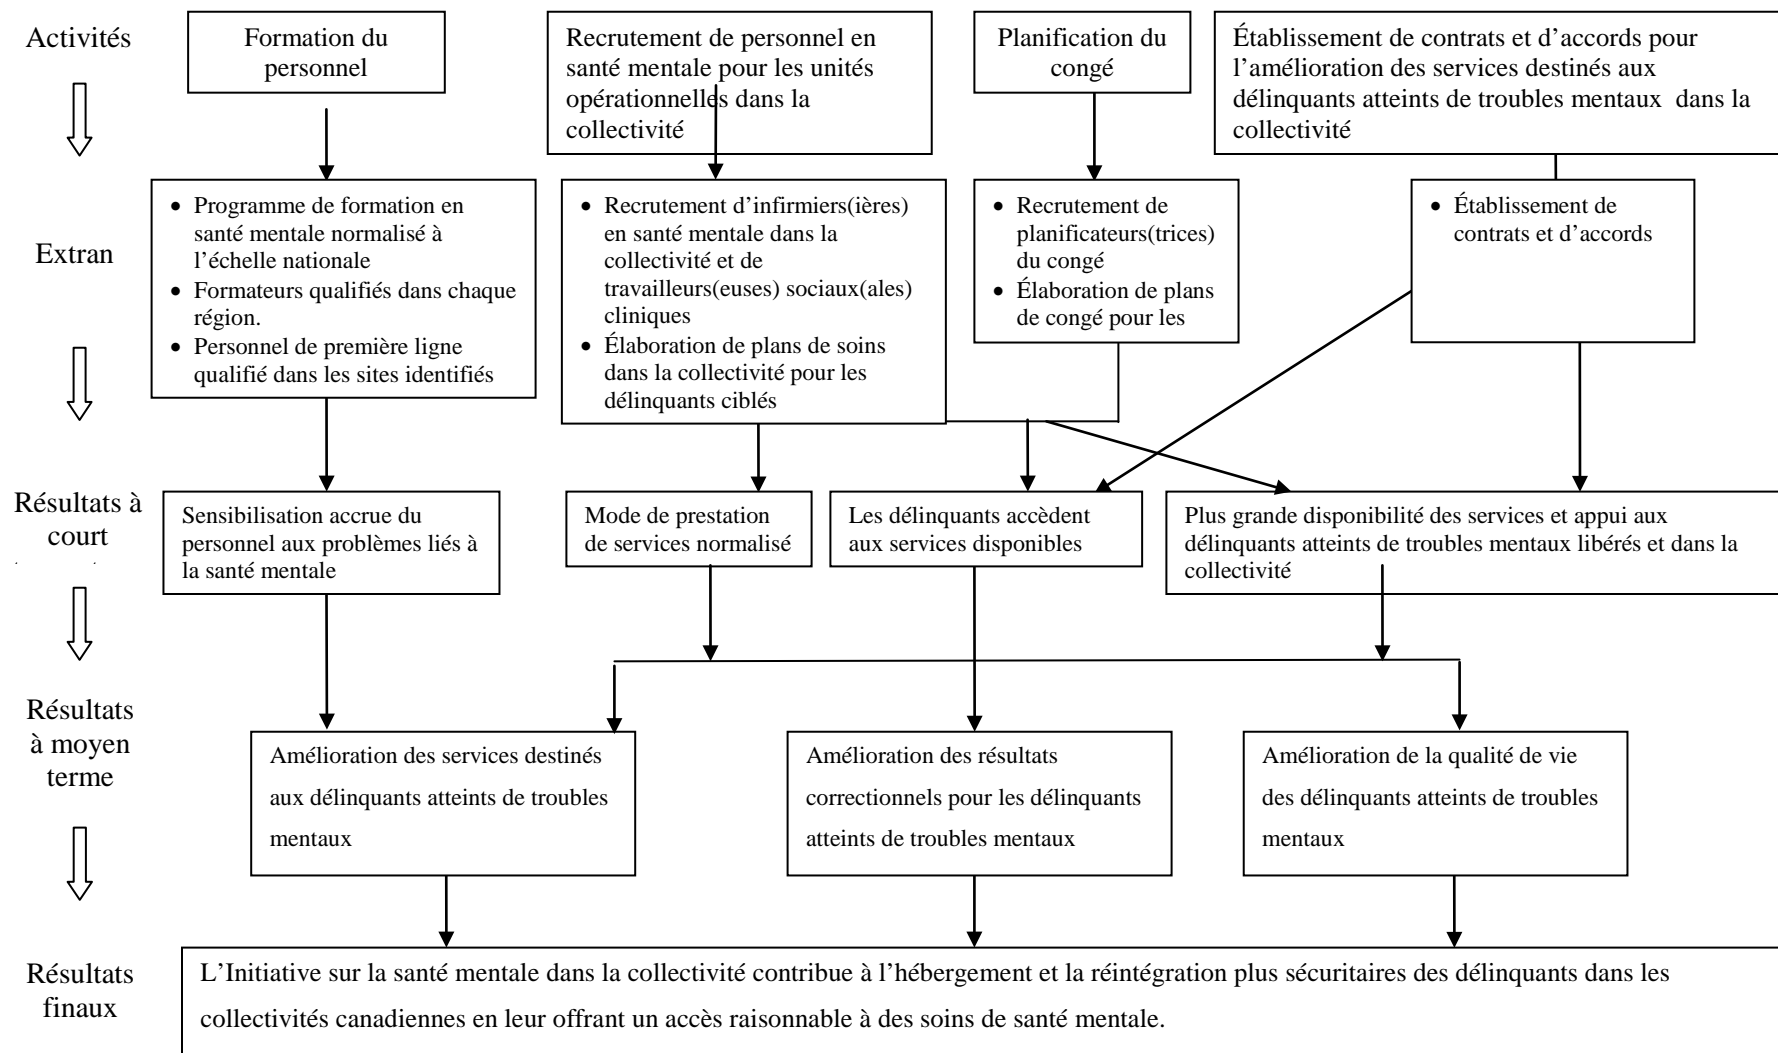 Activités
Formation du
personnel
Recrutement de personnel en
santé mentale pour les unités
opérationnelles dans la
collectivité
Planification du
congé
Établissement de contrats et d’accords pour
l’amélioration des services destinés aux
délinquants atteints de troubles mentaux dans la
collectivité
Extran
• Programme de formation en
santé mentale normalisé à
l’échelle nationale
• Formateurs qualifiés dans chaque
région.
• Personnel de première ligne
qualifié dans les sites identifiés
• Recrutement d’infirmiers(ières)
en santé mentale dans la
collectivité et de
travailleurs(euses) sociaux(ales)
cliniques
• Élaboration de plans de soins
dans la collectivité pour les
délinquants ciblés
• Recrutement de
planificateurs(trices)
du congé
• Élaboration de plans
de congé pour les
• Établissement de
contrats et d’accords
Résultats à
court
Sensibilisation accrue du
personnel aux problèmes liés à
la santé mentale
Mode de prestation
de services normalisé
Les délinquants accèdent
aux services disponibles
Plus grande disponibilité des services et appui aux
délinquants atteints de troubles mentaux libérés et dans la
collectivité
Résultats
à moyen
terme
Amélioration des services destinés
aux délinquants atteints de troubles
mentaux
Amélioration des résultats
correctionnels pour les délinquants
atteints de troubles mentaux
Amélioration de la qualité de vie
des délinquants atteints de troubles
mentaux
Résultats
finaux
L’Initiative sur la santé mentale dans la collectivité contribue à l’hébergement et la réintégration plus sécuritaires des délinquants dans les
collectivités canadiennes en leur offrant un accès raisonnable à des soins de santé mentale.